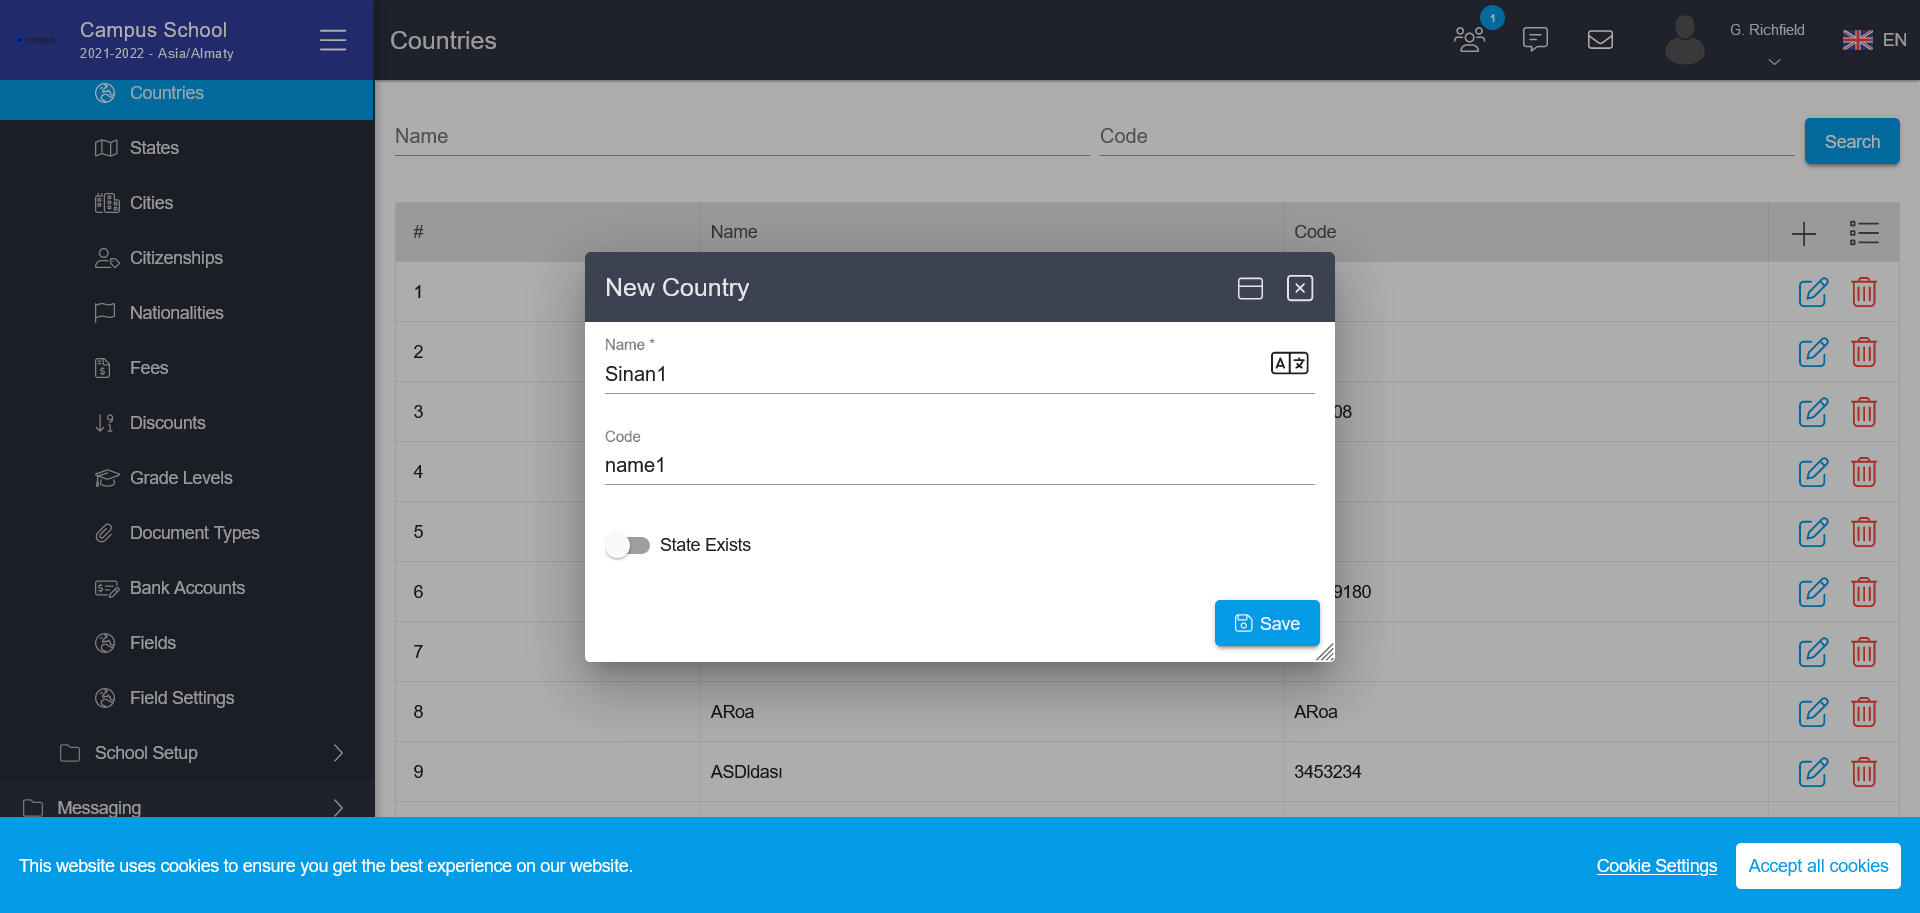 campus
Campus School
2021-2022 - Asia/Almaty
Countries
1
G. Richfield
EN
Countries
States
Cities
Citizenships
Nationalities
Fees
Discounts
Grade Levels
Document Types
Bank Accounts
Fields
Field Settings
School Setup
Messaging
Name
Code
Search
# Name Code
1
2
3 08
4
5
6 9180
7
8 ARoa ARoa
9 ASDldası 3453234
New Country
Name *
Sinan1
Code
name1
State Exists
Save
This website uses cookies to ensure you get the best experience on our website.
Cookie Settings
Accept all cookies